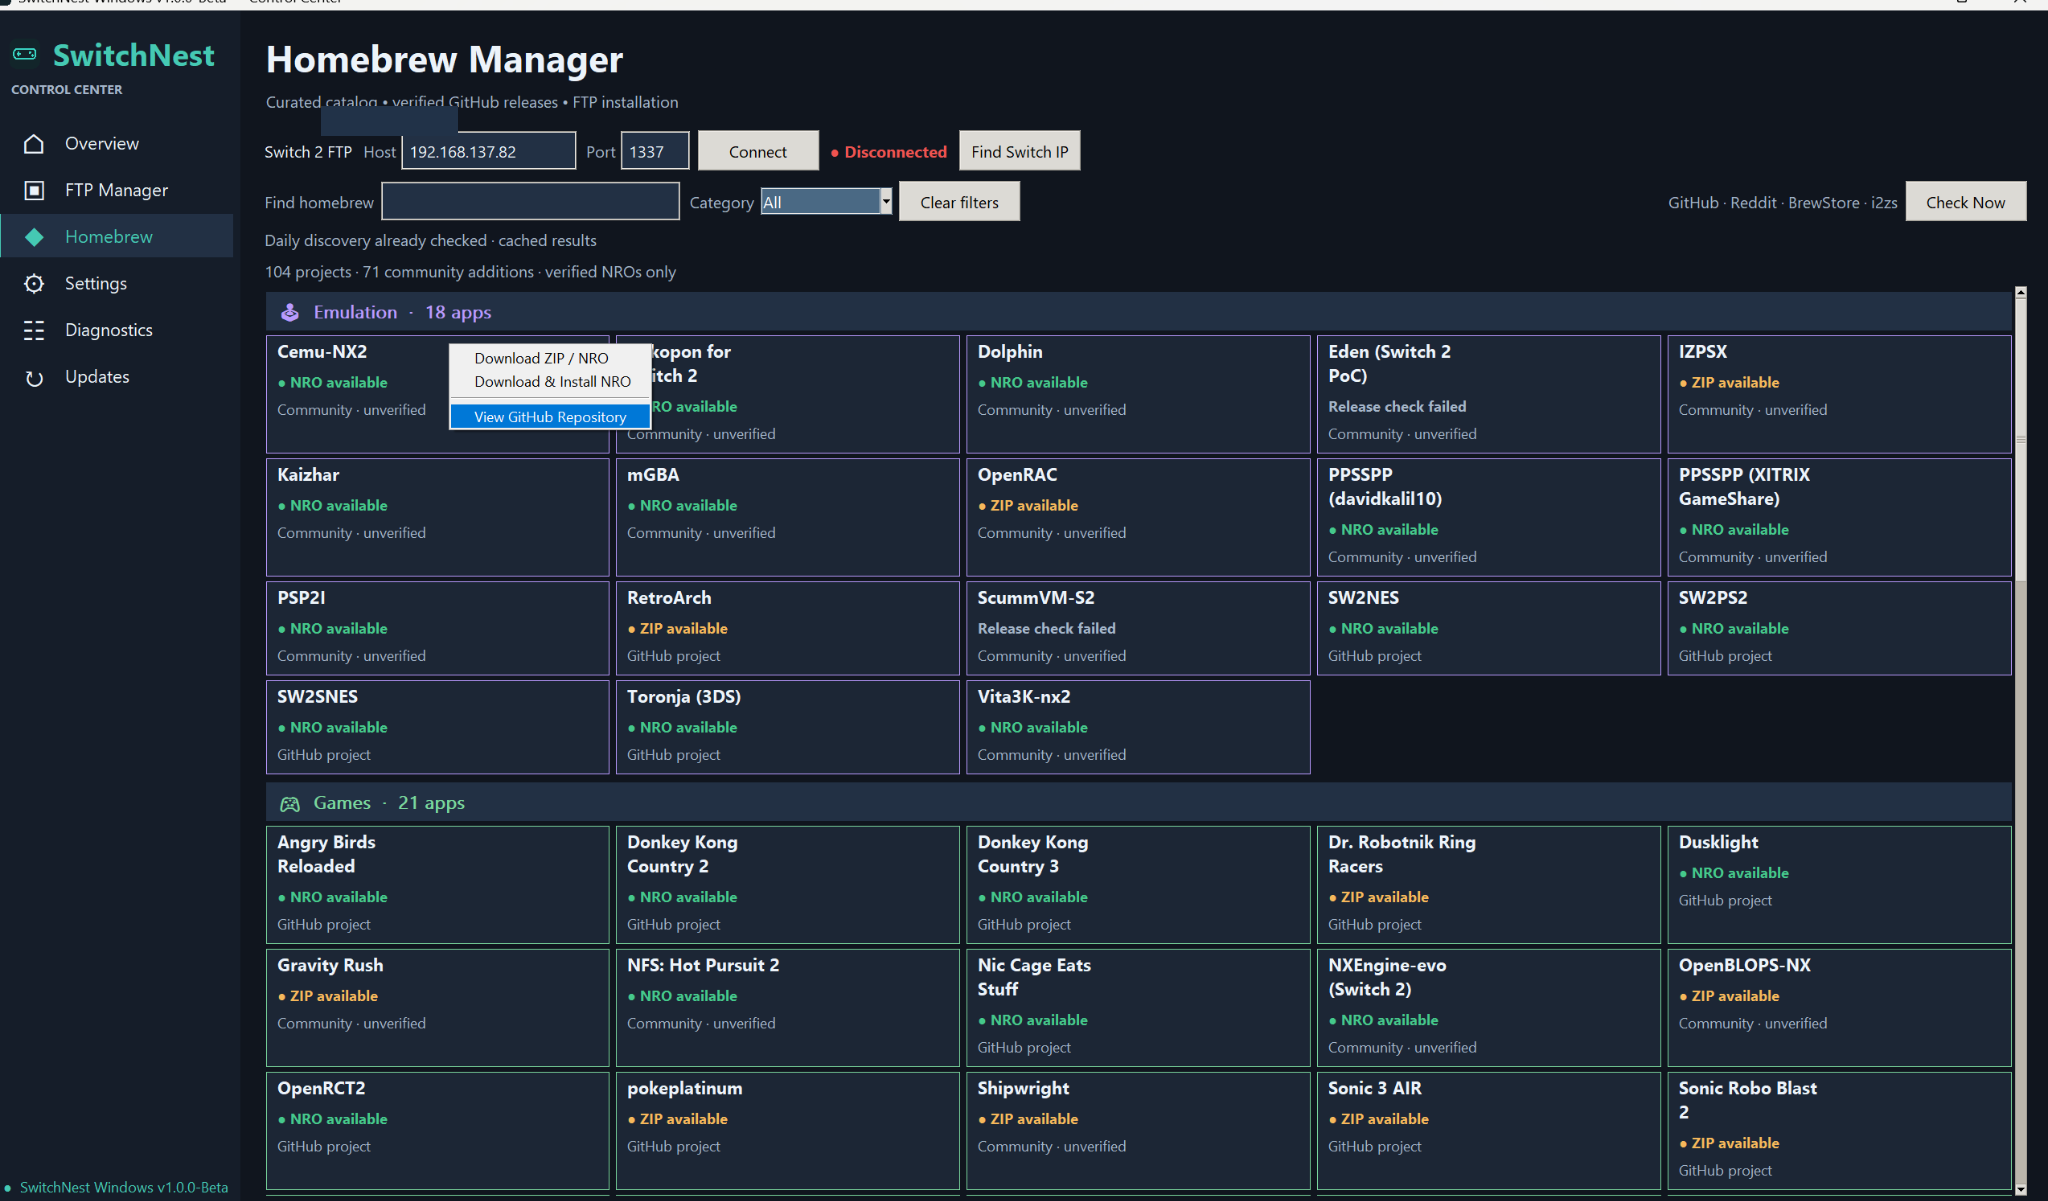 SwitchNest Windows v1.0.0-Beta
Control Center
SwitchNest
CONTROL CENTER
Overview
FTP Manager
Homebrew
Settings
Diagnostics
Updates
SwitchNest Windows v1.0.0-Beta
Homebrew Manager
Curated catalog • verified GitHub releases • FTP installation
Switch 2 FTP Host 192.168.137.82 Port 1337 Connect ● Disconnected Find Switch IP
Find homebrew Category All Clear filters GitHub · Reddit · BrewStore · i2zs Check Now
Daily discovery already checked · cached results
104 projects · 71 community additions · verified NROs only
Emulation · 18 apps
Cemu-NX2
● NRO available
Community · unverified
Download ZIP / NRO
Download & Install NRO
View GitHub Repository
kopon for
itch 2
RO available
Community · unverified
Dolphin
● NRO available
Community · unverified
Eden (Switch 2
PoC)
Release check failed
Community · unverified
IZPSX
● ZIP available
Community · unverified
Kaizhar
● NRO available
Community · unverified
mGBA
● NRO available
Community · unverified
OpenRAC
● ZIP available
Community · unverified
PPSSPP
(davidkalil10)
● NRO available
Community · unverified
PPSSPP (XITRIX
GameShare)
● NRO available
Community · unverified
PSP2I
● NRO available
Community · unverified
RetroArch
● ZIP available
GitHub project
ScummVM-S2
Release check failed
Community · unverified
SW2NES
● NRO available
GitHub project
SW2PS2
● NRO available
GitHub project
SW2SNES
● NRO available
GitHub project
Toronja (3DS)
● NRO available
GitHub project
Vita3K-nx2
● NRO available
Community · unverified
Games · 21 apps
Angry Birds
Reloaded
● NRO available
GitHub project
Donkey Kong
Country 2
● NRO available
GitHub project
Donkey Kong
Country 3
● NRO available
GitHub project
Dr. Robotnik Ring
Racers
● ZIP available
GitHub project
Dusklight
● NRO available
GitHub project
Gravity Rush
● ZIP available
Community · unverified
NFS: Hot Pursuit 2
● NRO available
Community · unverified
Nic Cage Eats
Stuff
● NRO available
GitHub project
NXEngine-evo
(Switch 2)
● NRO available
Community · unverified
OpenBLOPS-NX
● ZIP available
Community · unverified
OpenRCT2
● NRO available
GitHub project
pokeplatinum
● ZIP available
GitHub project
Shipwright
● ZIP available
Community · unverified
Sonic 3 AIR
● ZIP available
GitHub project
Sonic Robo Blast
2
● ZIP available
GitHub project